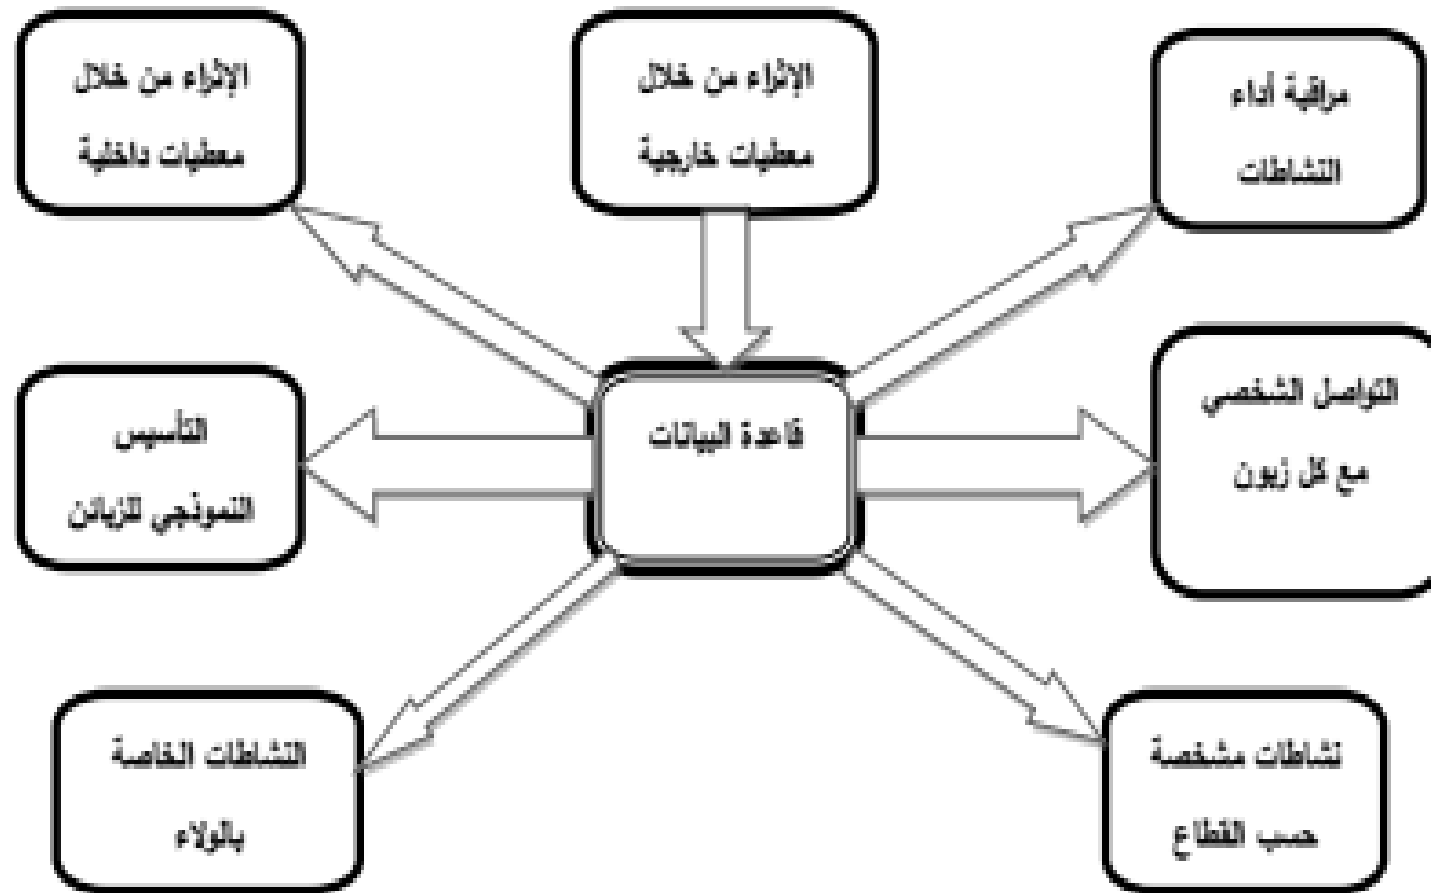 مراقبة أداء
النشاطات
الإثراء من خلال
معطيات خارجية
الإثراء من خلال
معطيات داخلية
التواصل الشخصي
مع كل زبون
قاعدة البيانات
التأسيس
النموذجي للزبائن
نشاطات مشخصة
حسب القطاع
النشاطات الخاصة
بالولاء